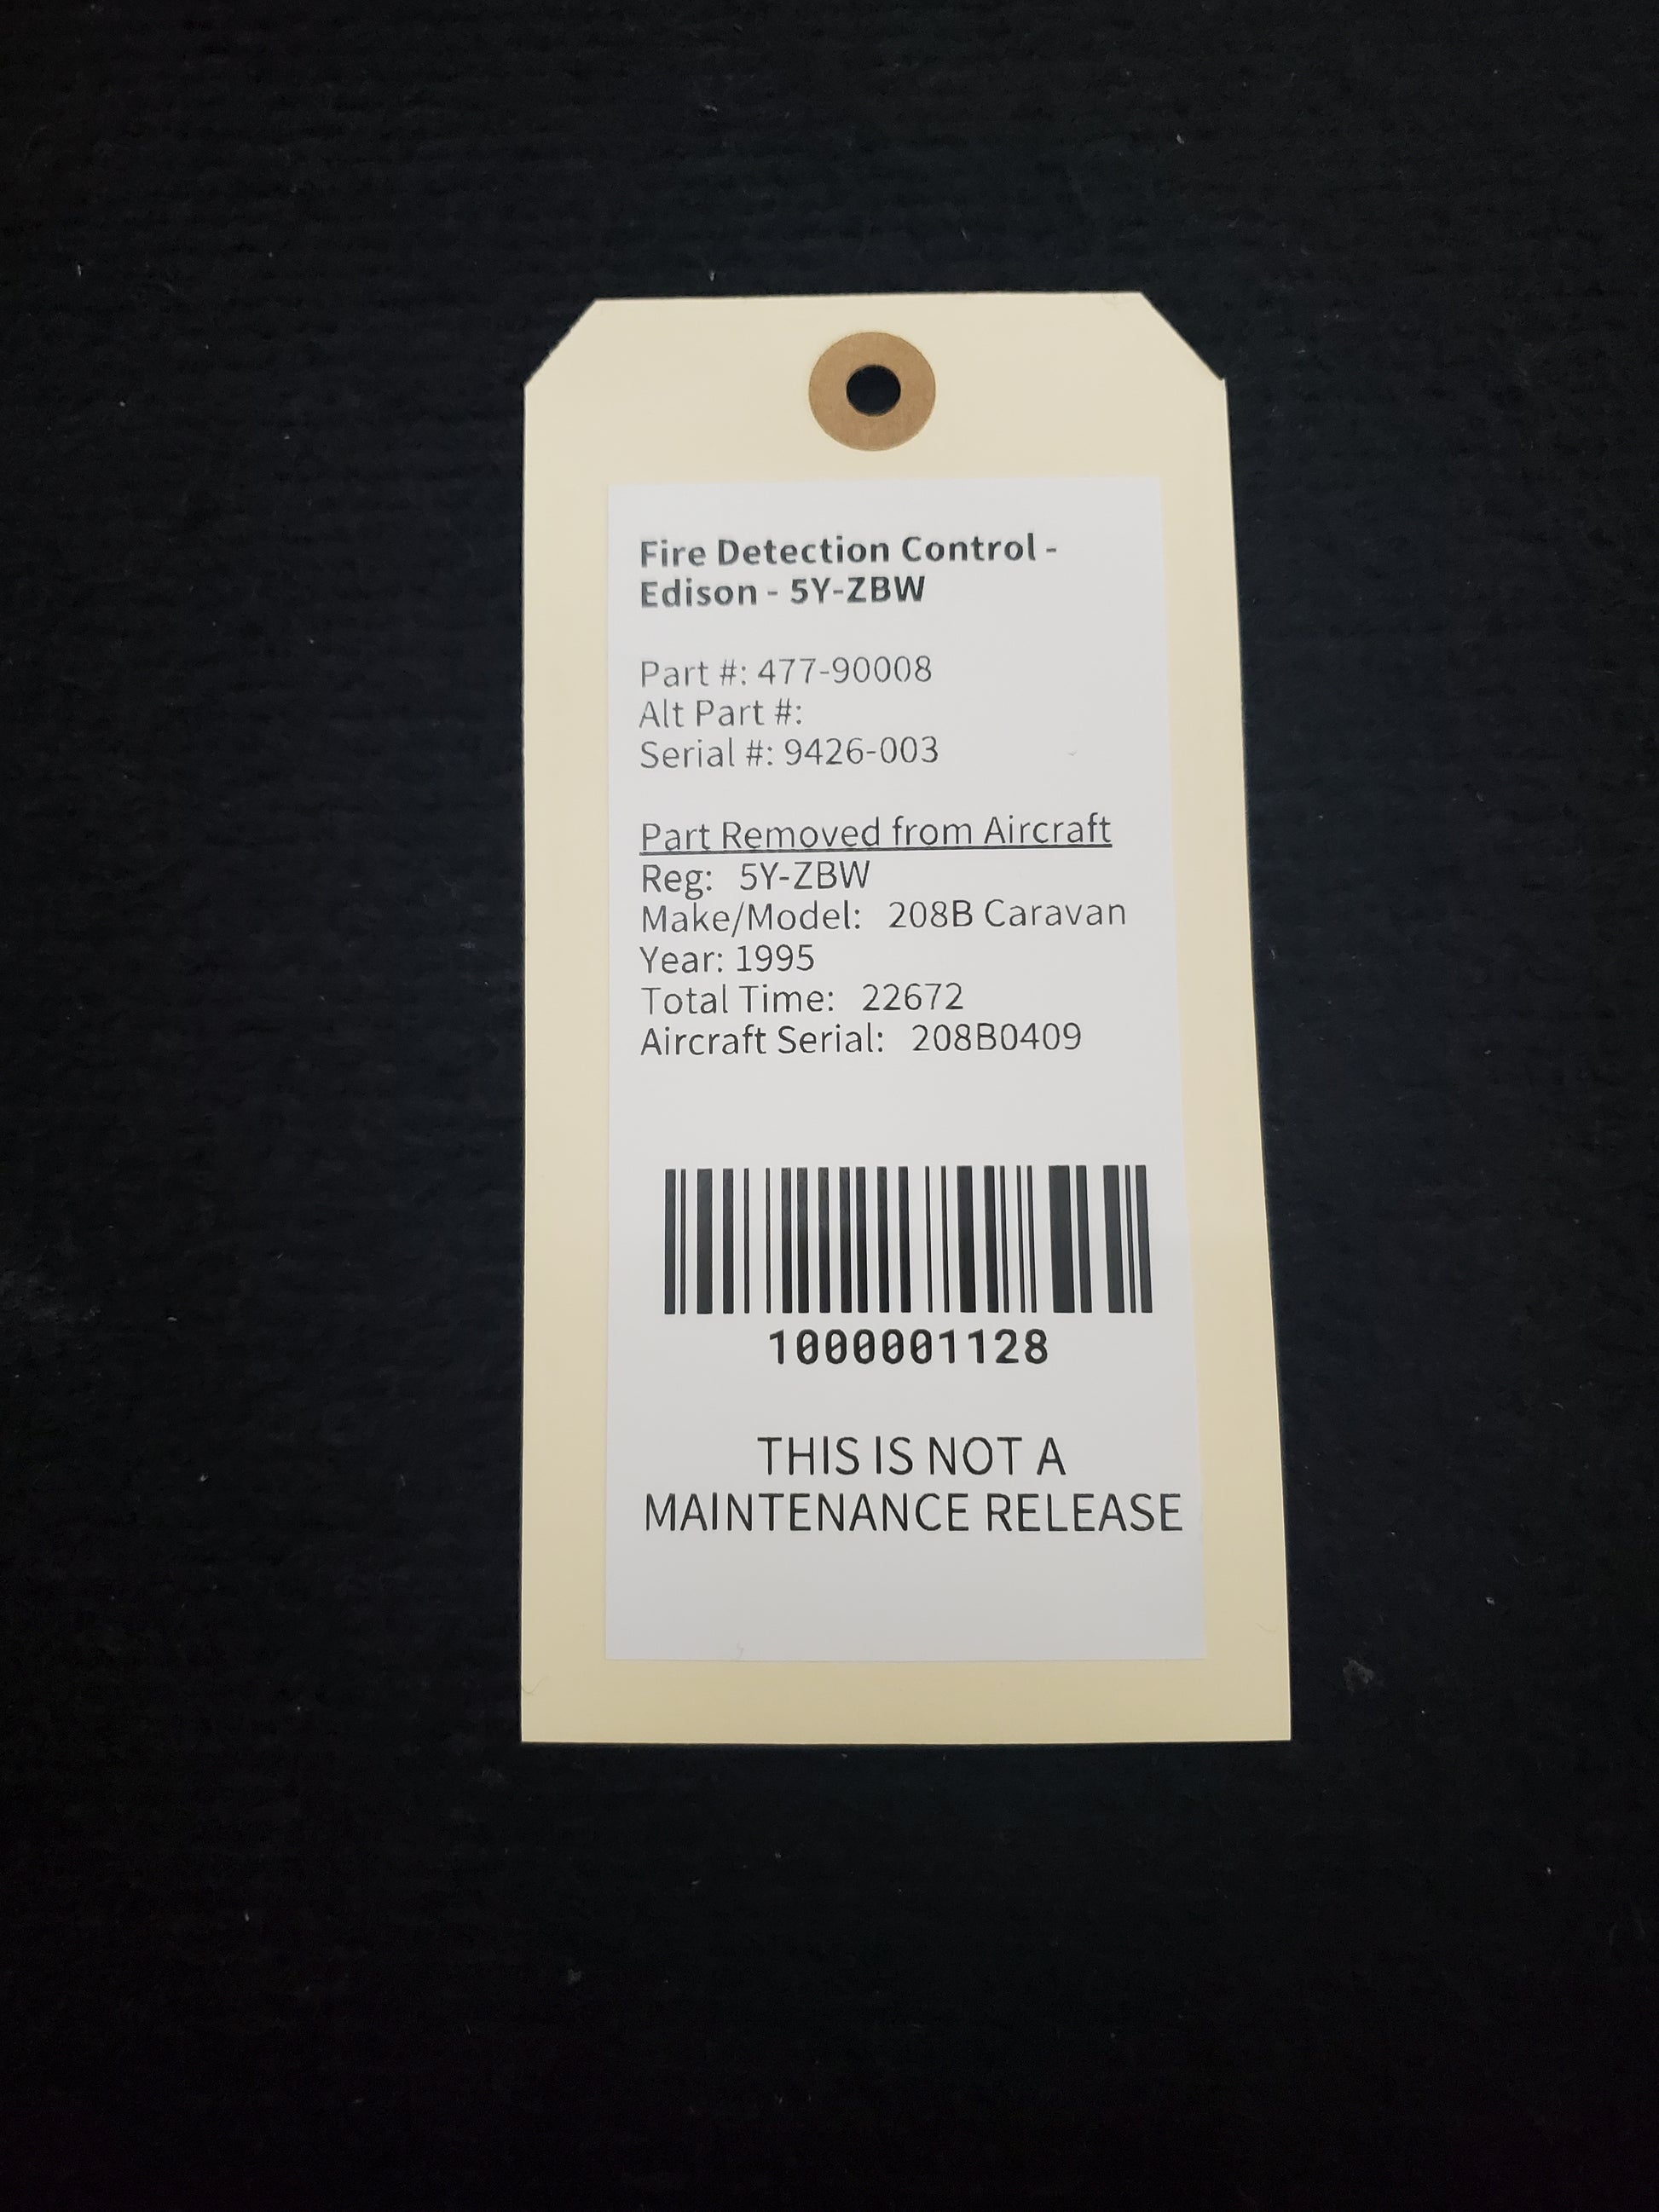 Fire Detection Control -
Edison - 5Y-ZBW
Part #: 477-90008
Alt Part #:
Serial #: 9426-003
Part Removed from Aircraft
Reg: 5Y-ZBW
Make/Model: 208B Caravan
Year: 1995
Total Time: 22672
Aircraft Serial: 208B0409
1000001128
THIS IS NOT A
MAINTENANCE RELEASE